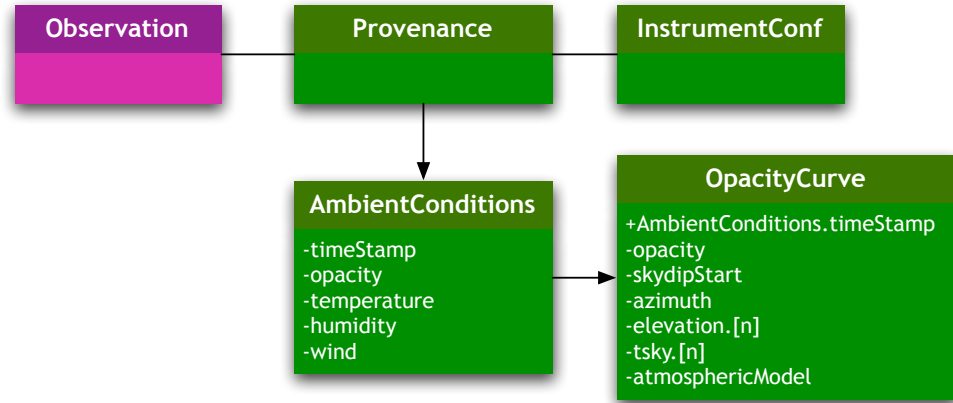 Observation
Provenance
InstrumentConf
AmbientConditions
-timeStamp
-opacity
-temperature
-humidity
-wind
OpacityCurve
+AmbientConditions.timeStamp
-opacity
-skydipStart
-azimuth
-elevation.[n]
-tsky.[n]
-atmosphericModel